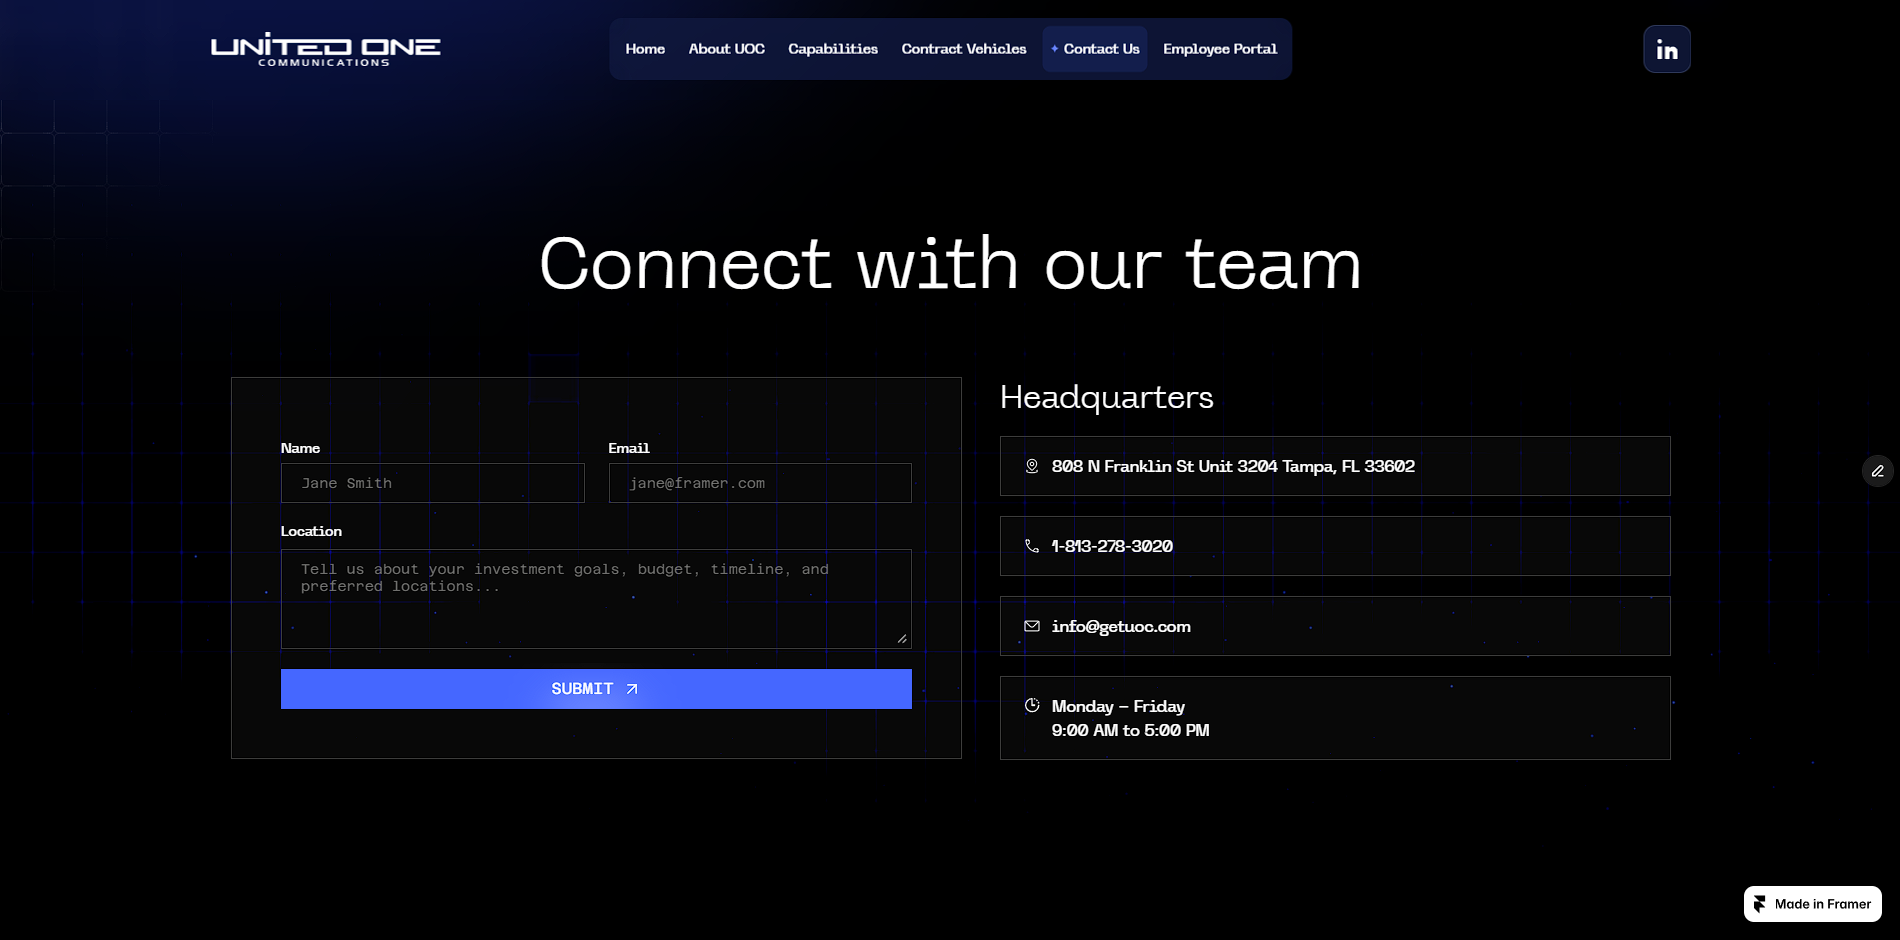 UNITED ONE
COMMUNICATIONS
Home
About UOC
Capabilities
Contract Vehicles
Contact Us
Employee Portal
in
Connect with our team
Name
Jane Smith
Email
jane@framer.com
Location
Tell us about your investment goals, budget, timeline, and
preferred locations...
SUBMIT
Headquarters
808 N Franklin St Unit 3204 Tampa, FL 33602
1-813-278-3020
info@getuoc.com
Monday – Friday
9:00 AM to 5:00 PM
Made in Framer